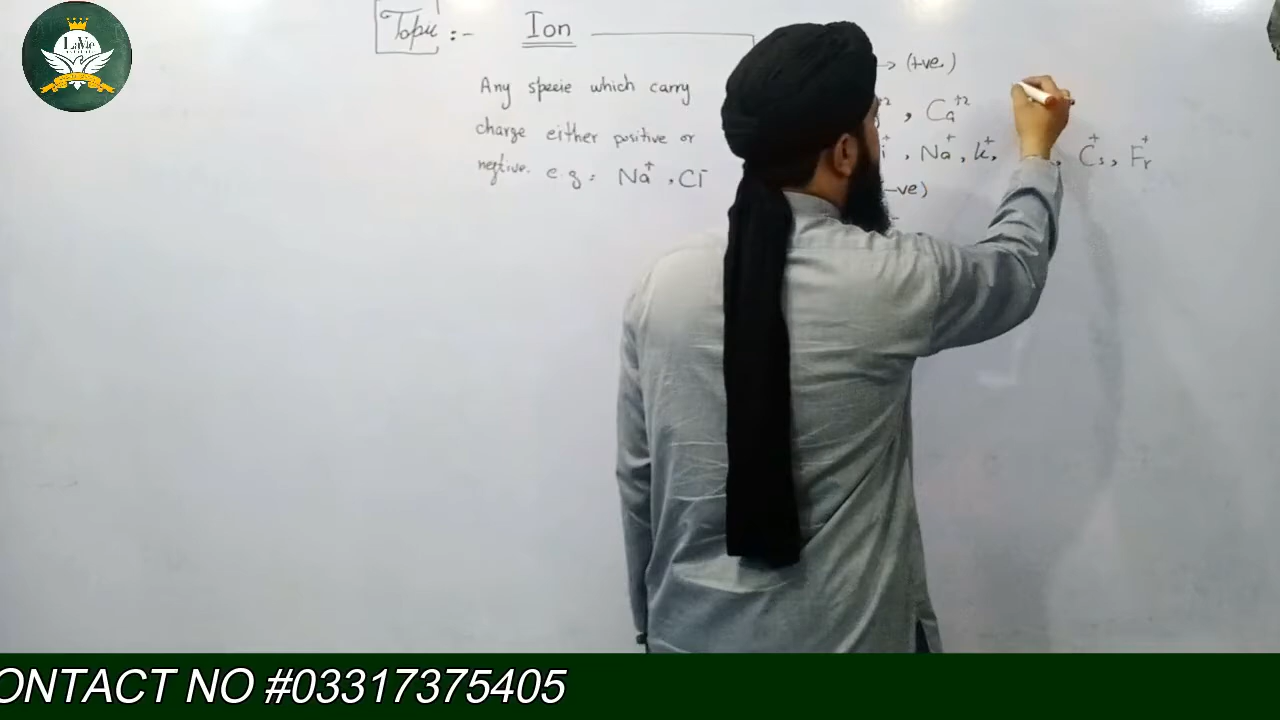 LaVie
Topic :- Ion
Any specie which carry
charge either positive or
negtive. e.g: Na⁺, Cl⁻
→ (+ve)
, Ca⁺²
, Na⁺, K⁺, , Cs⁺, Fr⁺
-ve)
ONTACT NO #03317375405